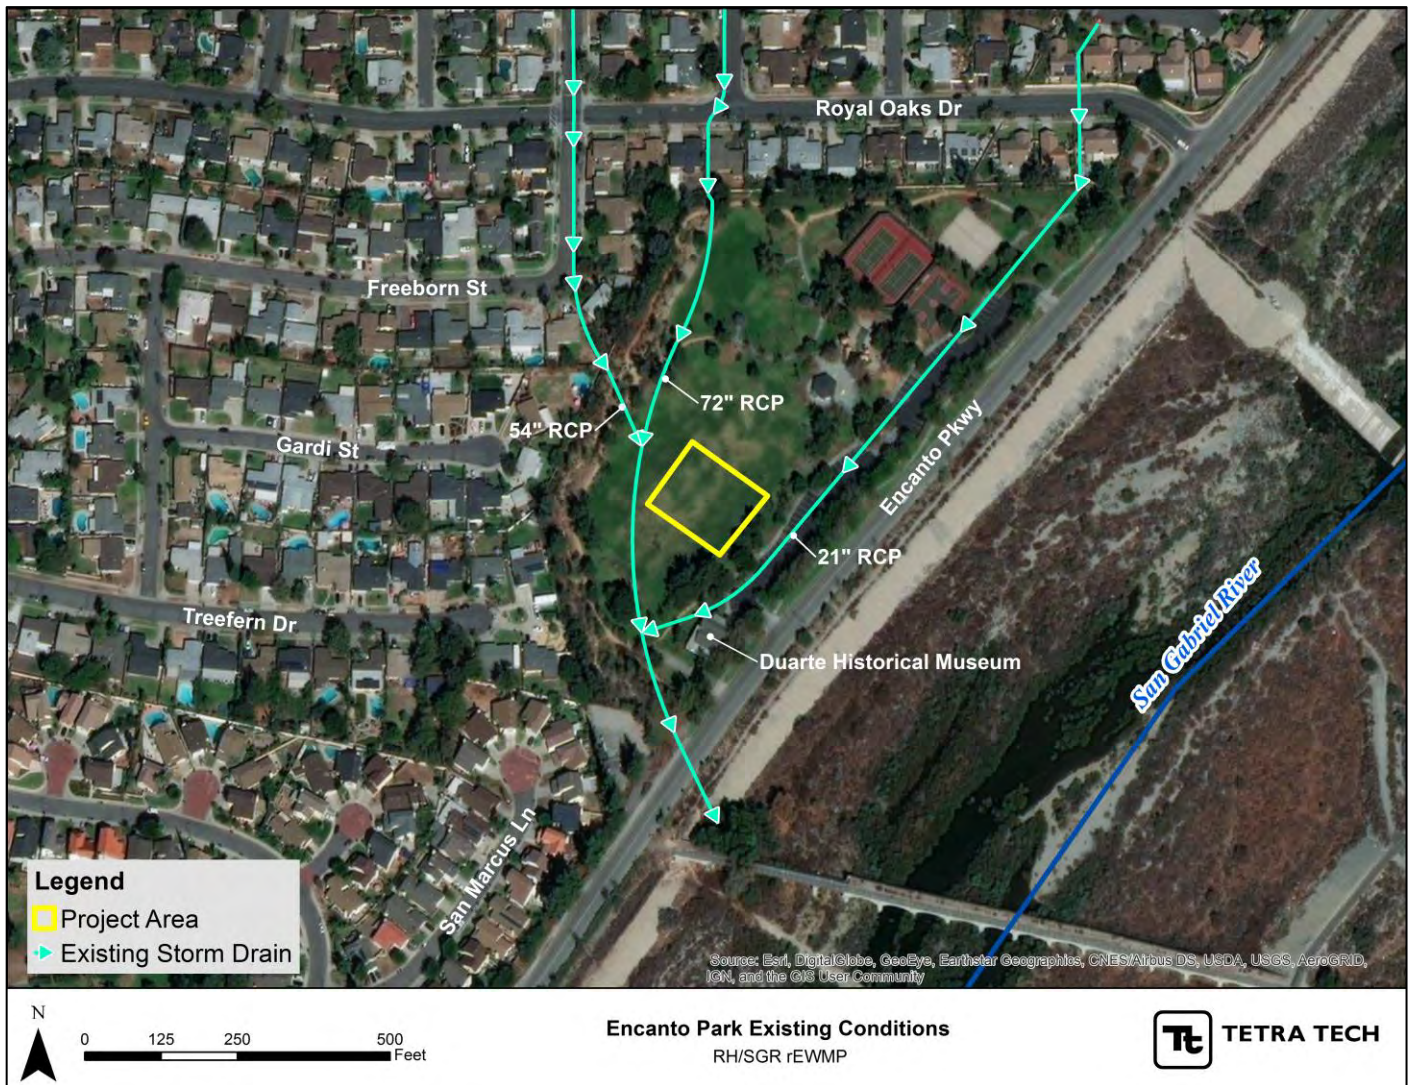 Royal Oaks Dr
Freeborn St
72" RCP
54" RCP
Gardi St
Encanto Pkwy
21" RCP
Treefern Dr
San Gabriel River
Duarte Historical Museum
San Marcus Ln
Legend
Project Area
Existing Storm Drain
Source: Esri, DigitalGlobe, GeoEye, Earthstar Geographics, CNES/Airbus DS, USDA, USGS, AeroGRID,
IGN, and the GIS User Community
N
0 125 250 500
Feet
Encanto Park Existing Conditions
RH/SGR rEWMP
Tt TETRA TECH